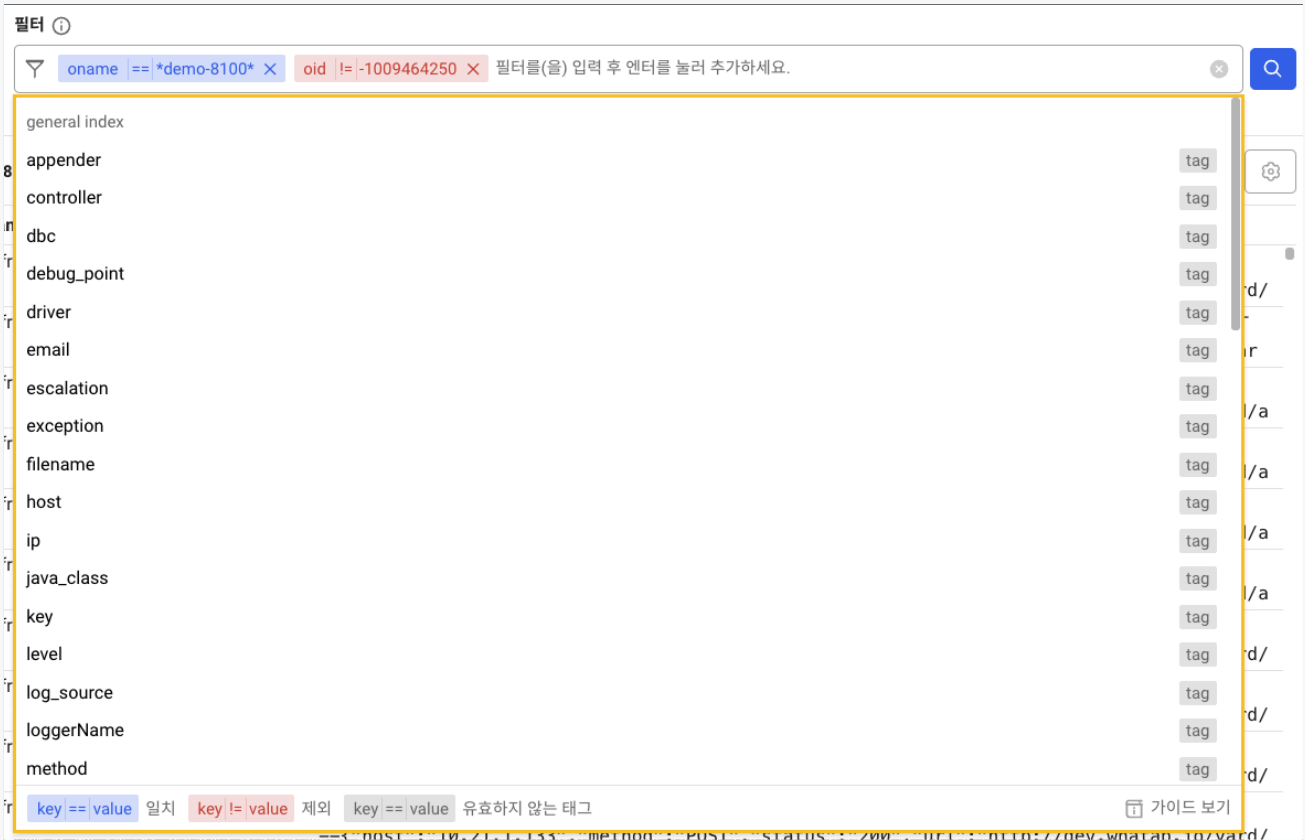 필터
oname == *demo-8100* oid != -1009464250 필터를(을) 입력 후 엔터를 눌러 추가하세요.
general index
appender tag
controller tag
dbc tag
debug_point tag
driver tag
email tag
escalation tag
exception tag
filename tag
host tag
ip tag
java_class tag
key tag
level tag
log_source tag
loggerName tag
method tag
key == value 일치 key != value 제외 key == value 유효하지 않는 태그 가이드 보기